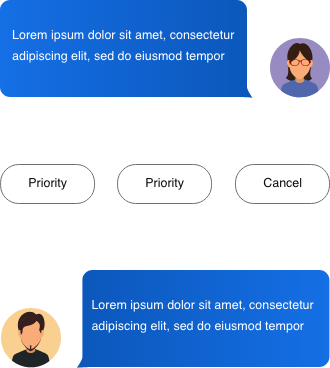 Lorem ipsum dolor sit amet, consectetur
adipiscing elit, sed do eiusmod tempor
Priority Priority Cancel
Lorem ipsum dolor sit amet, consectetur
adipiscing elit, sed do eiusmod tempor